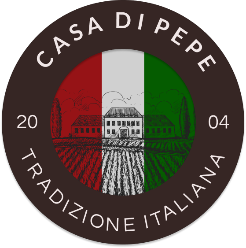 CASA DI PEPE
20 04
TRADIZIONE ITALIANA